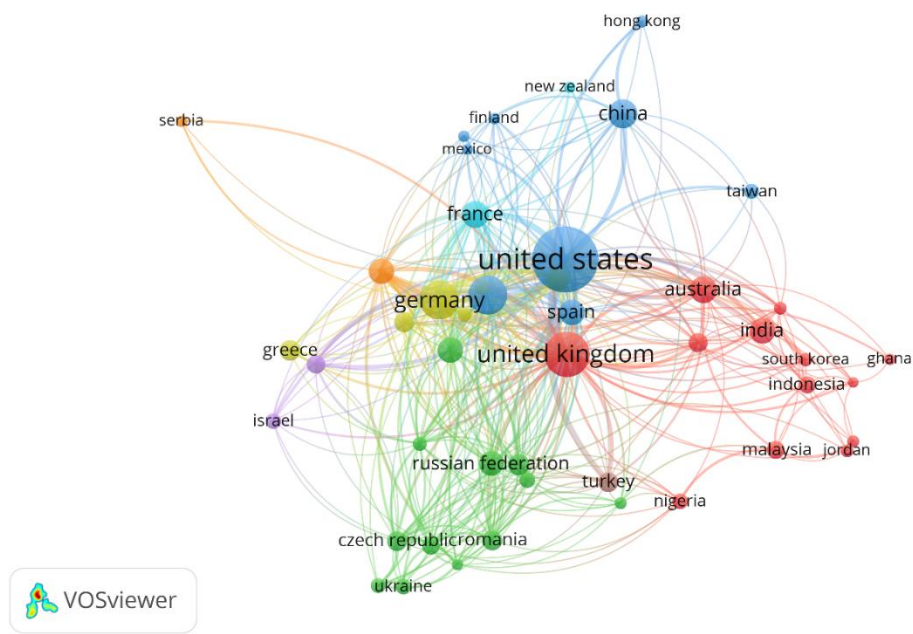 hong kong
new zealand
china
serbia
finland
mexico
taiwan
france
united states
australia
germany
spain
india
greece
united kingdom
south korea
ghana
indonesia
israel
malaysia
jordan
russian federation
turkey
nigeria
czech republic
romania
ukraine
VOSviewer